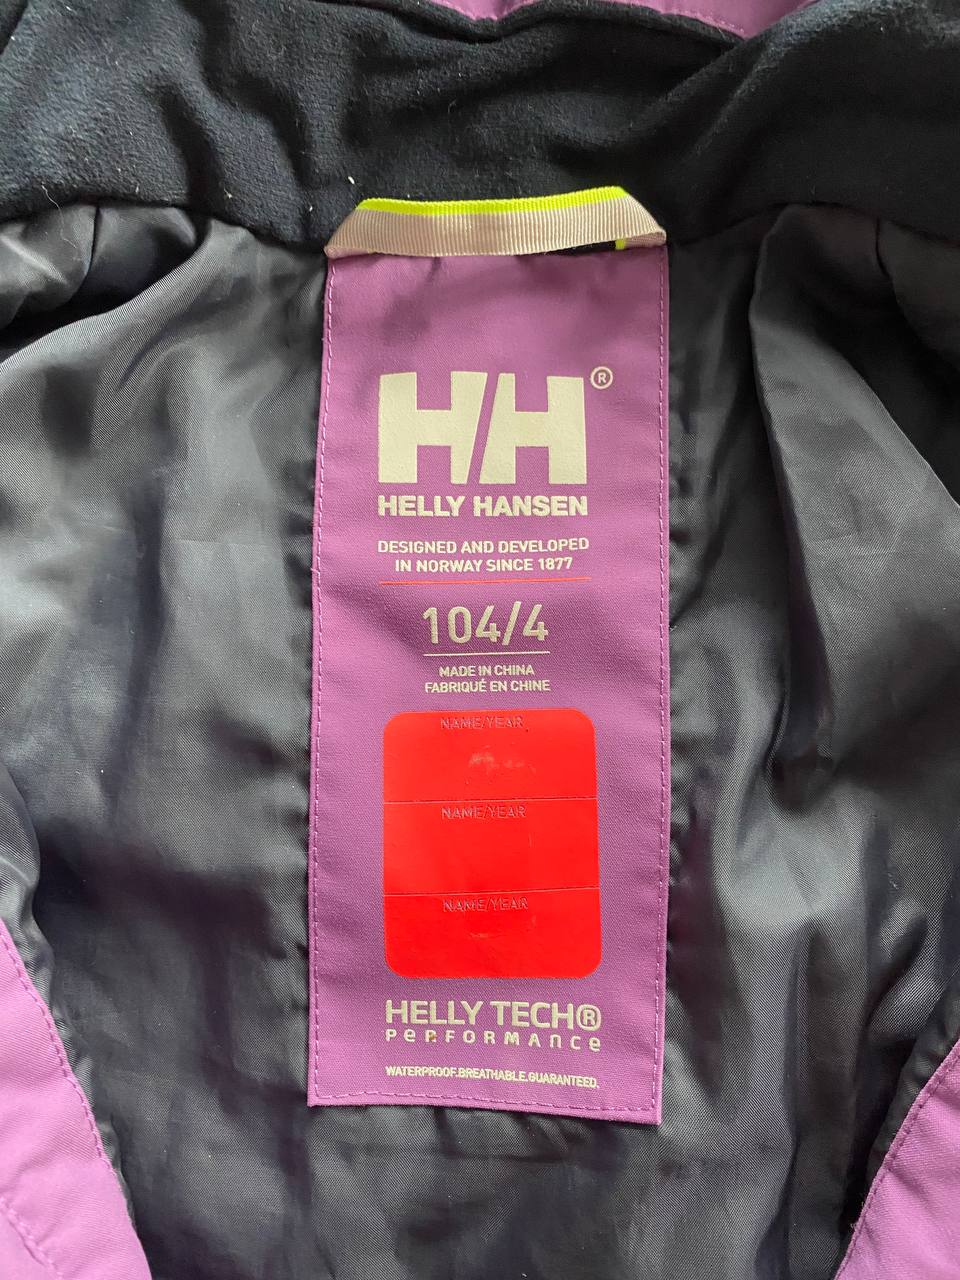 HH®
HELLY HANSEN
DESIGNED AND DEVELOPED
IN NORWAY SINCE 1877
104/4
MADE IN CHINA
FABRIQUÉ EN CHINE
NAME/YEAR
NAME/YEAR
NAME/YEAR
HELLY TECH®
PERFORMANCE
WATERPROOF.BREATHABLE.GUARANTEED.